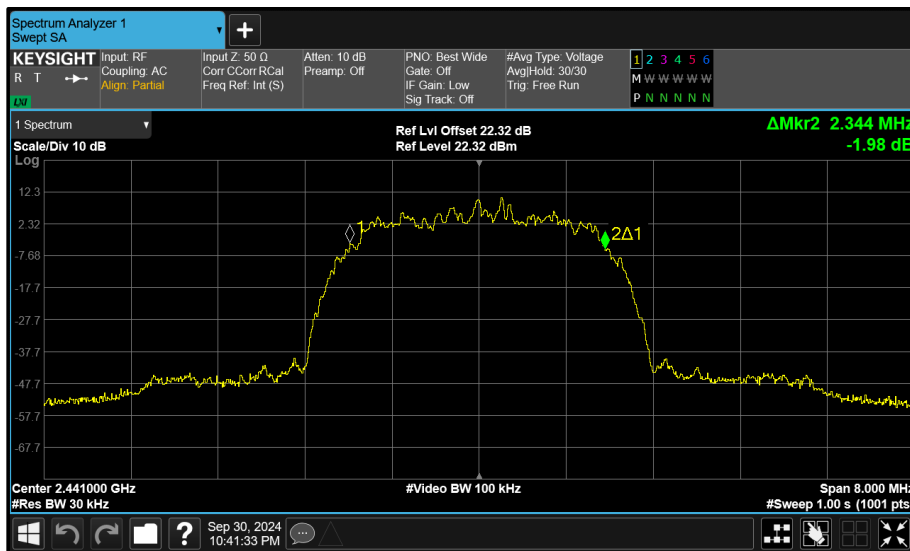 Spectrum Analyzer 1
Swept SA
KEYSIGHT
R T
LXI
Input: RF
Coupling: AC
Align: Partial
Input Z: 50 Ω
Corr CCorr RCal
Freq Ref: Int (S)
Atten: 10 dB
Preamp: Off
PNO: Best Wide
Gate: Off
IF Gain: Low
Sig Track: Off
#Avg Type: Voltage
Avg|Hold: 30/30
Trig: Free Run
1 2 3 4 5 6
M W W W W W
P N N N N N
1 Spectrum
Scale/Div 10 dB
Log
Ref Lvl Offset 22.32 dB
Ref Level 22.32 dBm
ΔMkr2 2.344 MHz
-1.98 dB
12.3
2.32
-7.68
-17.7
-27.7
-37.7
-47.7
-57.7
-67.7
1
2Δ1
Center 2.441000 GHz
#Res BW 30 kHz
#Video BW 100 kHz
Span 8.000 MHz
#Sweep 1.00 s (1001 pts
?
Sep 30, 2024
10:41:33 PM